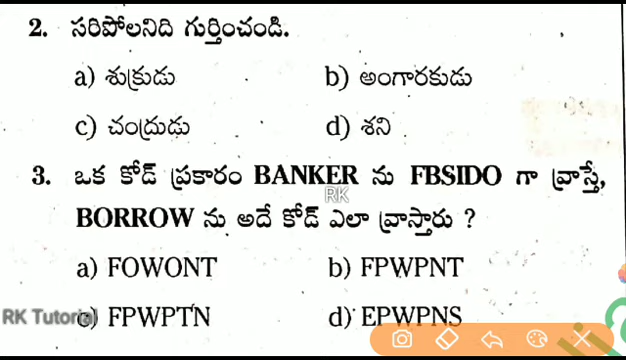 2. సరిపోలనిది గుర్తించండి.
a) శుక్రుడు b) అంగారకుడు
c) చంద్రుడు d) శని
3. ఒక కోడ్ ప్రకారం BANKER ను FBSIDO గా వ్రాస్తే,
RK
BORROW ను అదే కోడ్ ఎలా వ్రాస్తారు ?
a) FOWONT b) FPWPNT
RK Tutorial c) FPWPTN d) EPWPNS